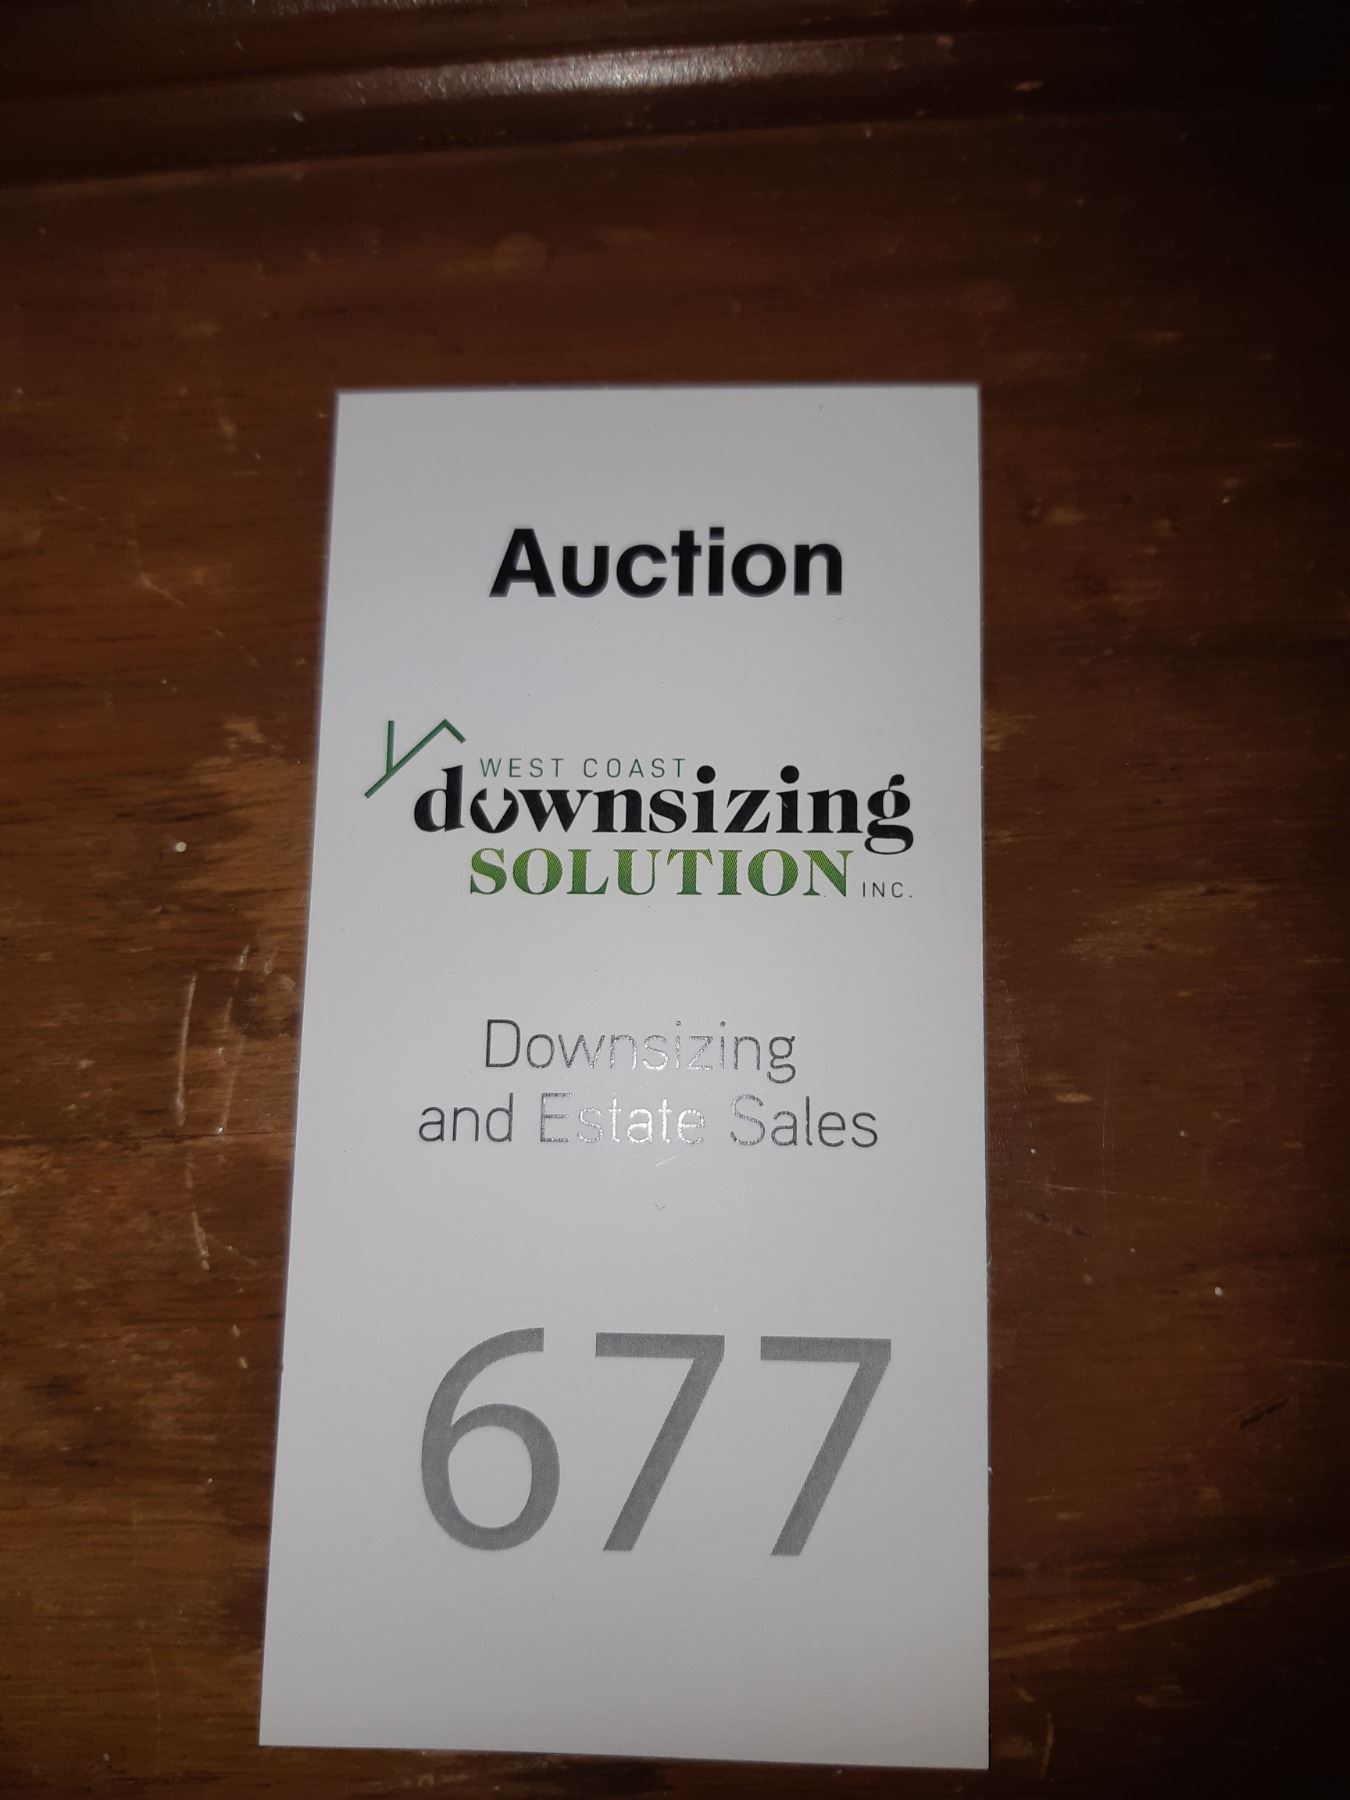 Auction
WEST COAST
downsizing
SOLUTION INC.
Downsizing
and Estate Sales
677